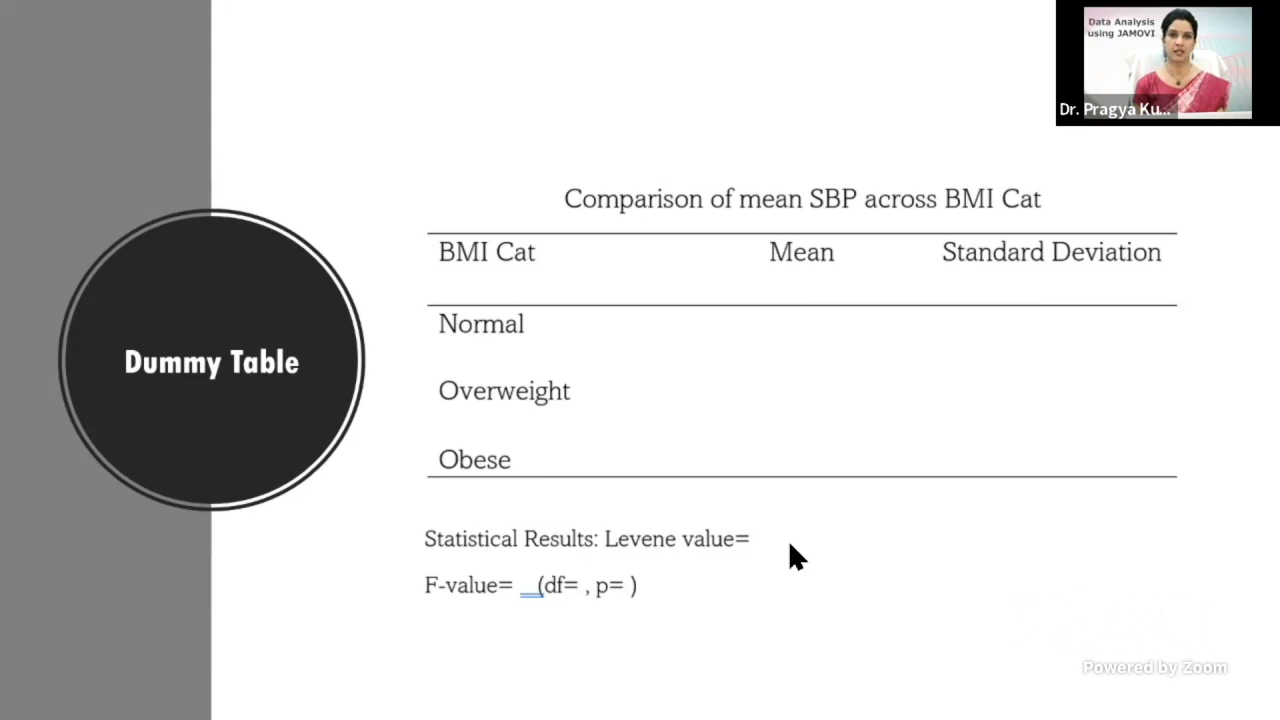 Data Analysis
using JAMOVI
Dr. Pragya Ku...
Comparison of mean SBP across BMI Cat
BMI Cat Mean Standard Deviation
Normal
Overweight
Obese
Dummy Table
Statistical Results: Levene value=
F-value= __(df= , p= )
Powered by Zoom